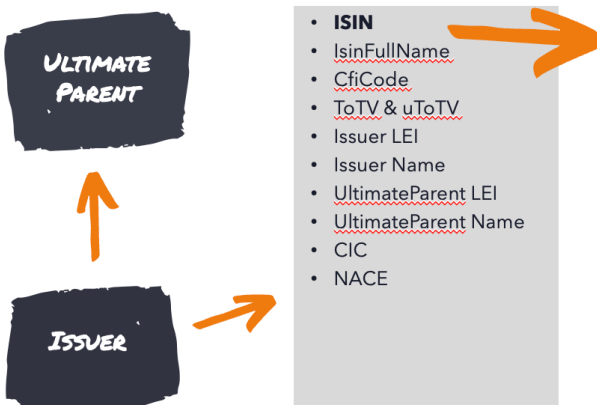 ULTIMATE
PARENT
ISSUER
• ISIN
• IsinFullName
• CfiCode
• ToTV & uToTV
• Issuer LEI
• Issuer Name
• UltimateParent LEI
• UltimateParent Name
• CIC
• NACE